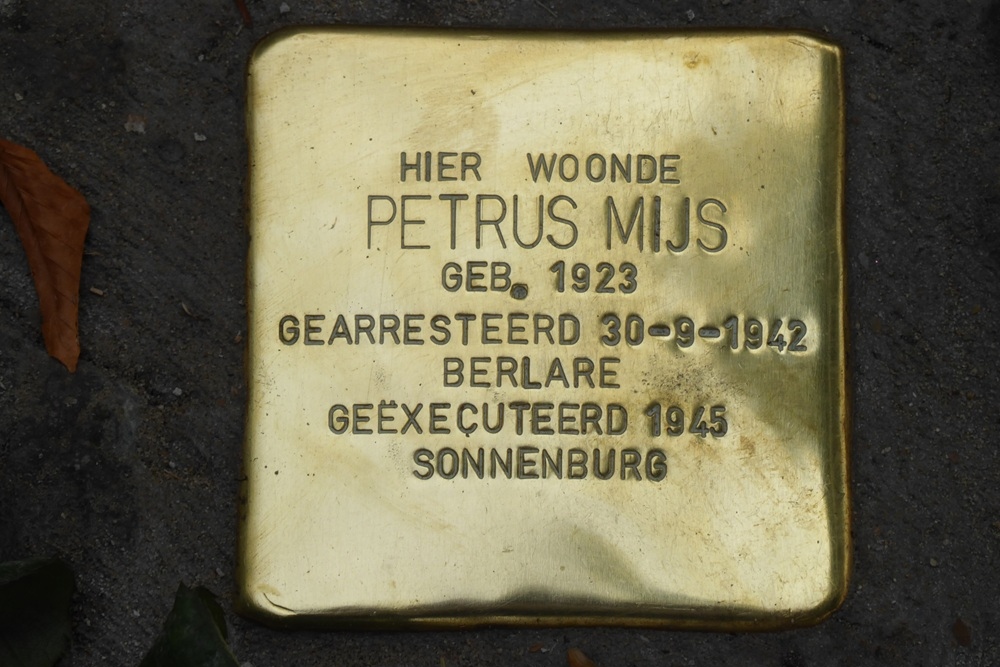 HIER WOONDE
PETRUS MIJS
GEB. 1923
GEARRESTEERD 30-9-1942
BERLARE
GEËXECUTEERD 1945
SONNENBURG